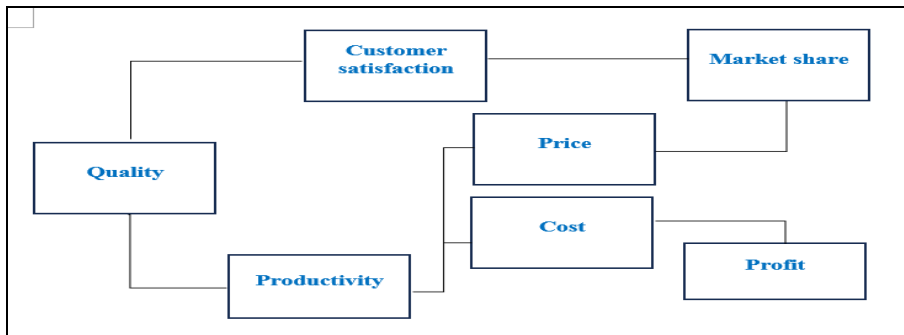 Customer
satisfaction
Market share
Price
Quality
Cost
Productivity
Profit